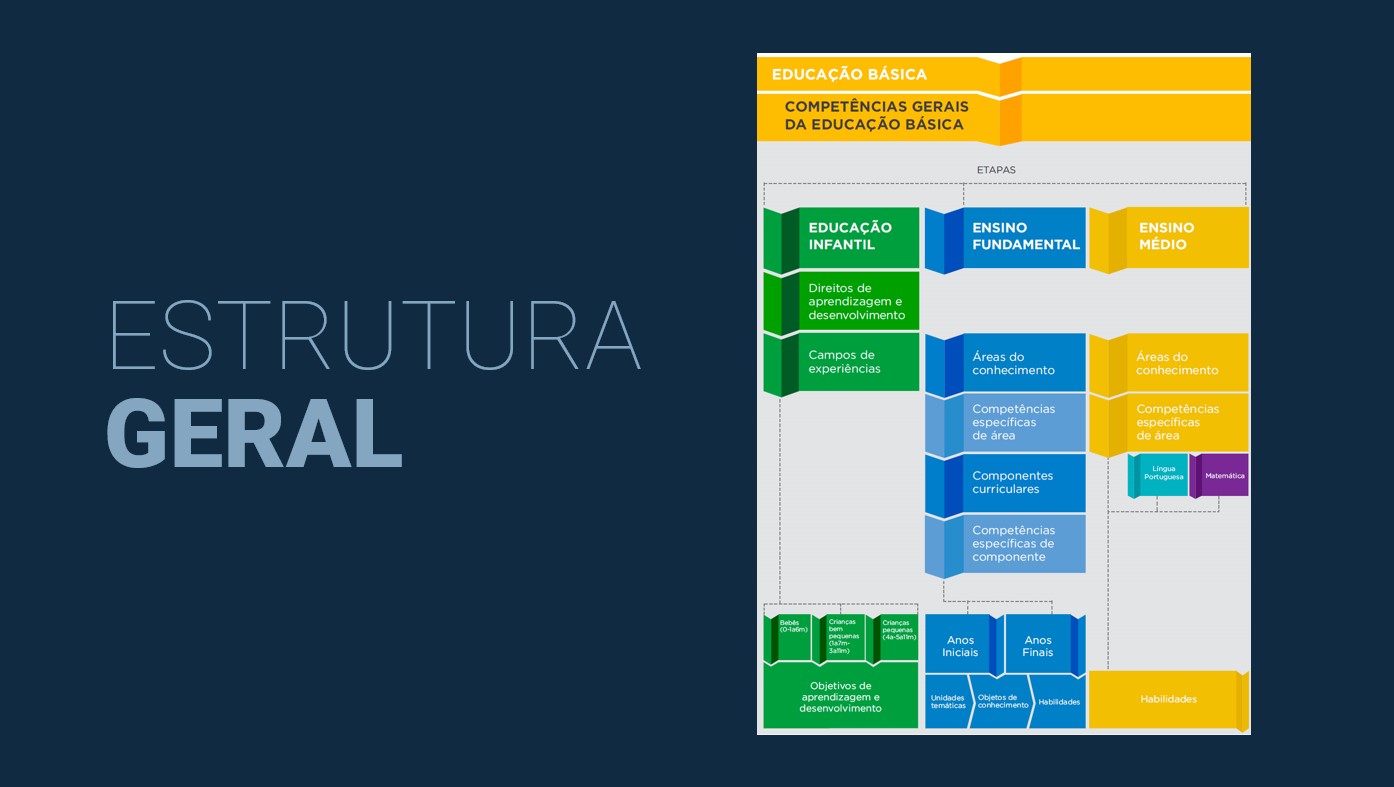 ESTRUTURA
GERAL
EDUCAÇÃO BÁSICA
COMPETÊNCIAS GERAIS
DA EDUCAÇÃO BÁSICA
ETAPAS
EDUCAÇÃO
INFANTIL
Direitos de
aprendizagem e
desenvolvimento
Campos de
experiências
Bebês
(0-1a6m)
Crianças
bem
pequenas
(1a7m-
3a11m)
Crianças
pequenas
(4a-5a11m)
Objetivos de
aprendizagem e
desenvolvimento
ENSINO
FUNDAMENTAL
Áreas do
conhecimento
Competências
específicas
de área
Componentes
curriculares
Competências
específicas de
componente
Anos
Iniciais
Anos
Finais
Unidades
temáticas
Objetos de
conhecimento
Habilidades
ENSINO
MÉDIO
Áreas do
conhecimento
Competências
específicas
de área
Língua
Portuguesa
Matemática
Habilidades